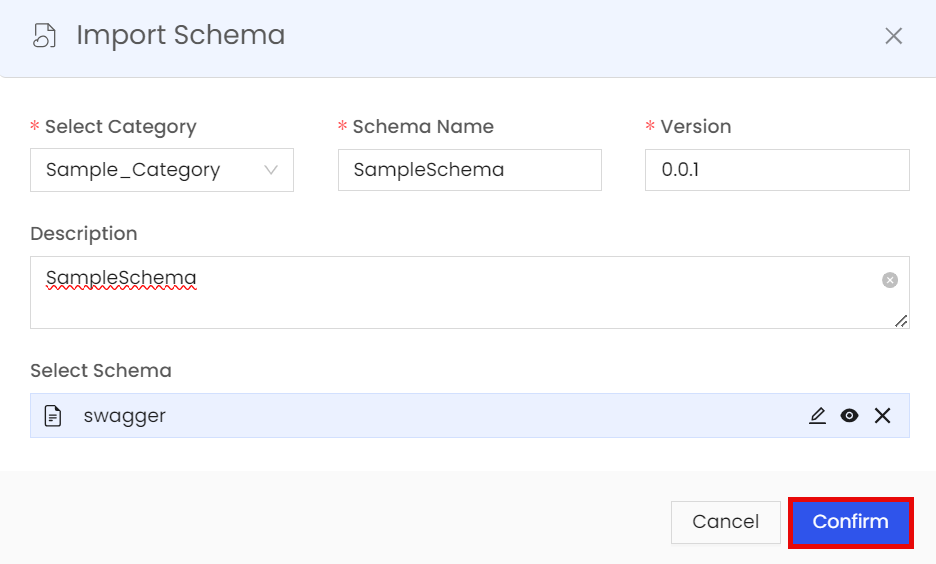 Import Schema
* Select Category
* Schema Name
* Version
Sample_Category
SampleSchema
0.0.1
Description
SampleSchema
Select Schema
swagger
Cancel
Confirm